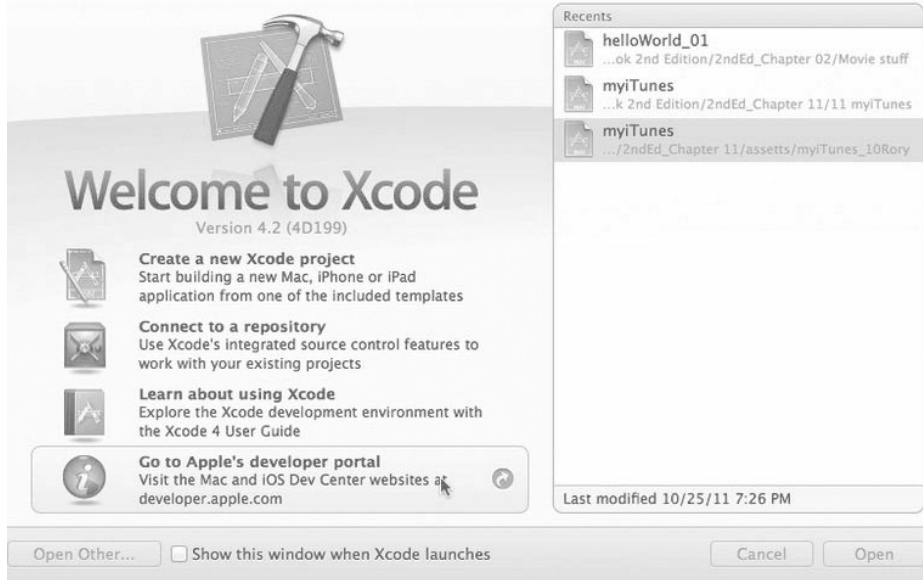 Welcome to Xcode
Version 4.2 (4D199)
Create a new Xcode project
Start building a new Mac, iPhone or iPad
application from one of the included templates
Connect to a repository
Use Xcode's integrated source control features to
work with your existing projects
Learn about using Xcode
Explore the Xcode development environment with
the Xcode 4 User Guide
Go to Apple's developer portal
Visit the Mac and iOS Dev Center websites at
developer.apple.com
Recents
helloWorld_01
...ok 2nd Edition/2ndEd_Chapter 02/Movie stuff
myiTunes
...k 2nd Edition/2ndEd_Chapter 11/11 myiTunes
myiTunes
.../2ndEd_Chapter 11/assetts/myiTunes_10Rory
Last modified 10/25/11 7:26 PM
Open Other...
Show this window when Xcode launches
Cancel
Open